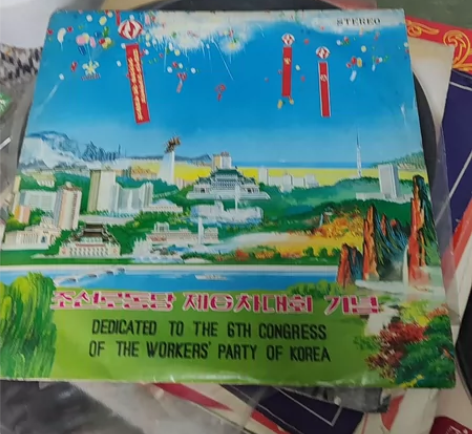 STEREO
조선로동당 제6차대회 기념
DEDICATED TO THE 6TH CONGRESS
OF THE WORKERS' PARTY OF KOREA